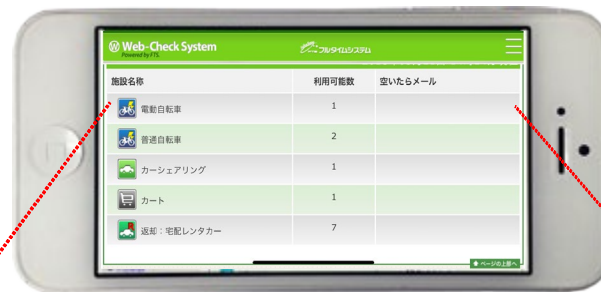 Web-Check System
Powered by FTS.
フルタイムシステム
施設名称 利用可能数 空いたらメール
電動自転車 1
普通自転車 2
カーシェアリング 1
カート 1
返却：宅配レンタカー 7
ページの上部へ